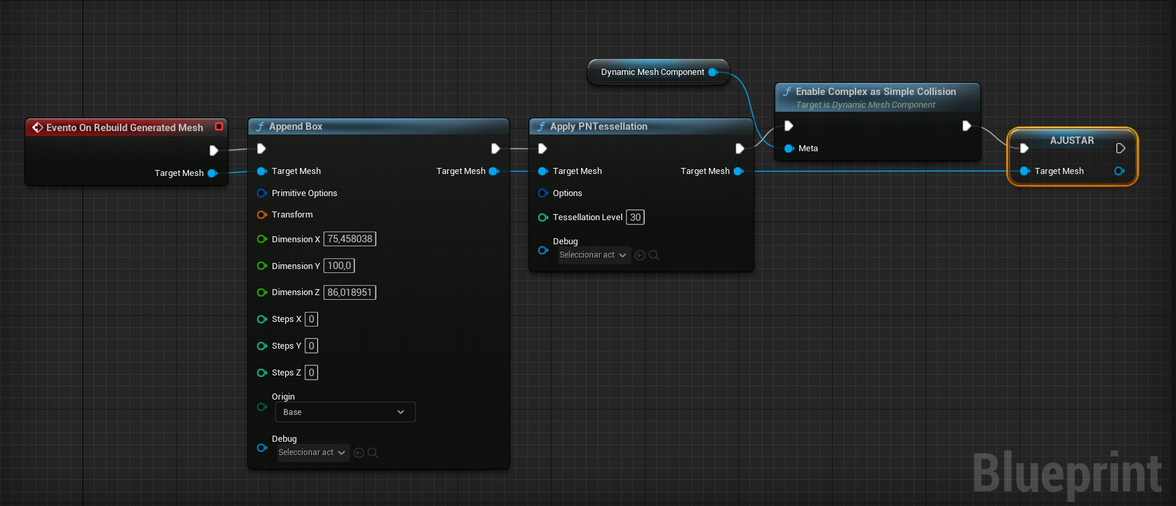 Dynamic Mesh Component
Enable Complex as Simple Collision
Target is Dynamic Mesh Component
Meta
Evento On Rebuild Generated Mesh
Target Mesh
Append Box
Target Mesh
Target Mesh
Primitive Options
Transform
Dimension X 75,458038
Dimension Y 100,0
Dimension Z 86,018951
Steps X 0
Steps Y 0
Steps Z 0
Origin
Base
Debug
Seleccionar act
Apply PNTessellation
Target Mesh
Target Mesh
Options
Tessellation Level 30
Debug
Seleccionar act
AJUSTAR
Target Mesh
Blueprint